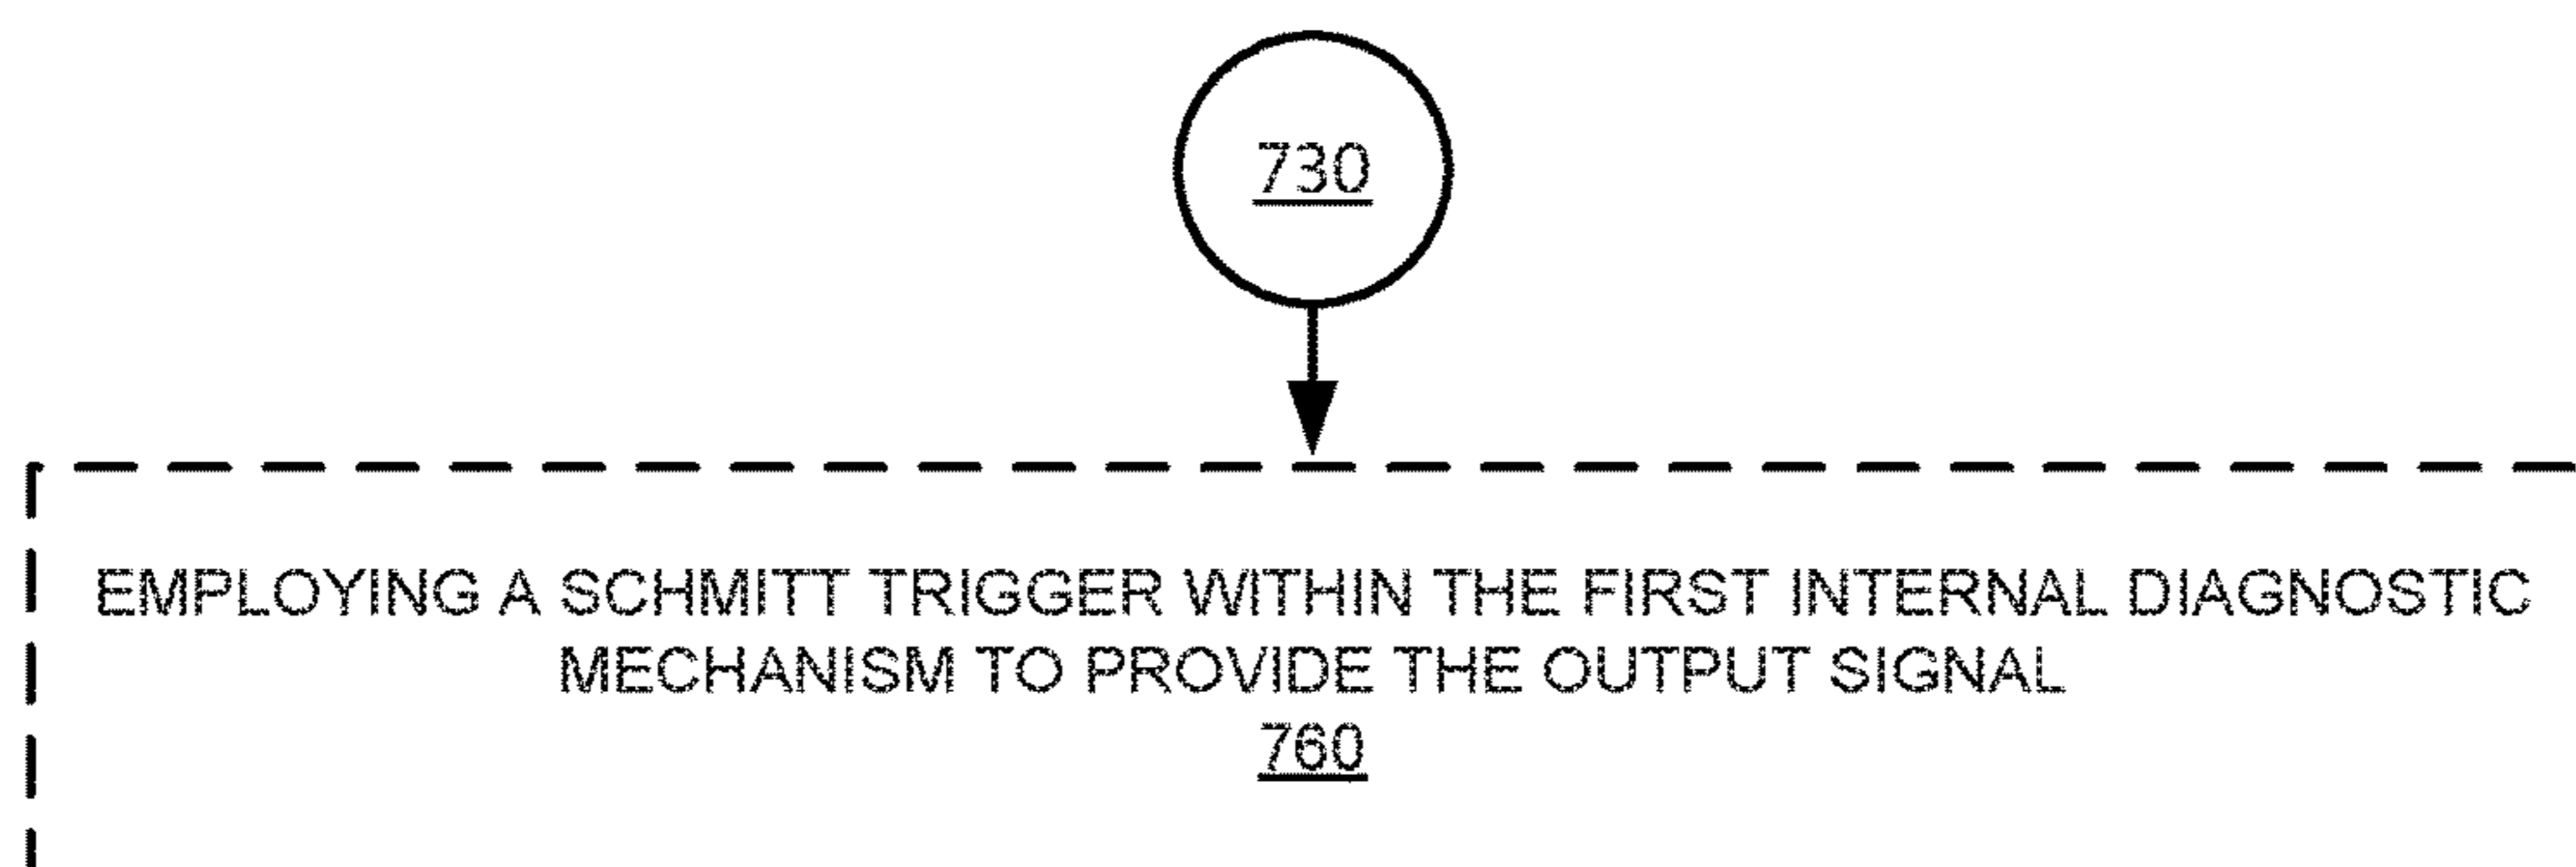 730
EMPLOYING A SCHMITT TRIGGER WITHIN THE FIRST INTERNAL DIAGNOSTIC
MECHANISM TO PROVIDE THE OUTPUT SIGNAL
760